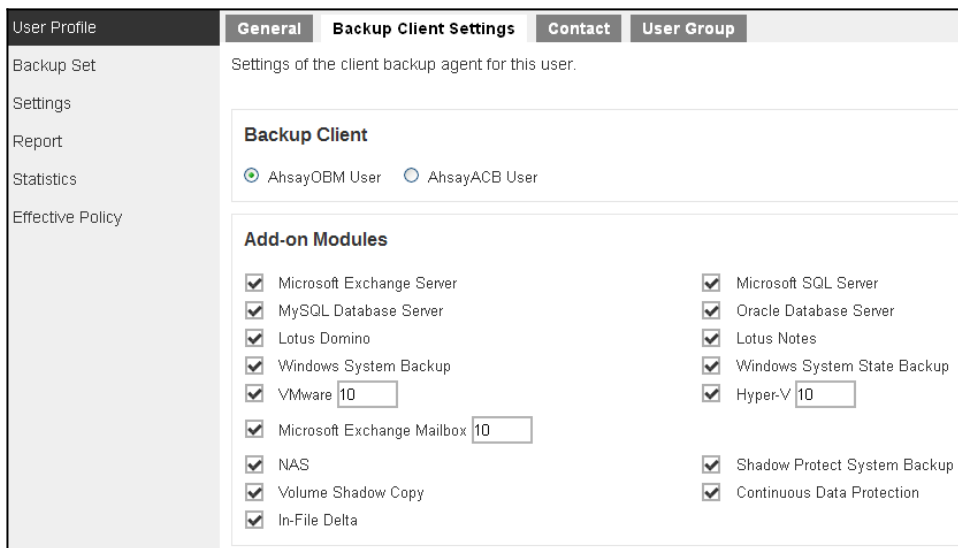 User Profile
Backup Set
Settings
Report
Statistics
Effective Policy
General Backup Client Settings Contact User Group
Settings of the client backup agent for this user.
Backup Client
AhsayOBM User AhsayACB User
Add-on Modules
Microsoft Exchange Server Microsoft SQL Server
MySQL Database Server Oracle Database Server
Lotus Domino Lotus Notes
Windows System Backup Windows System State Backup
VMware 10 Hyper-V 10
Microsoft Exchange Mailbox 10
NAS Shadow Protect System Backup
Volume Shadow Copy Continuous Data Protection
In-File Delta